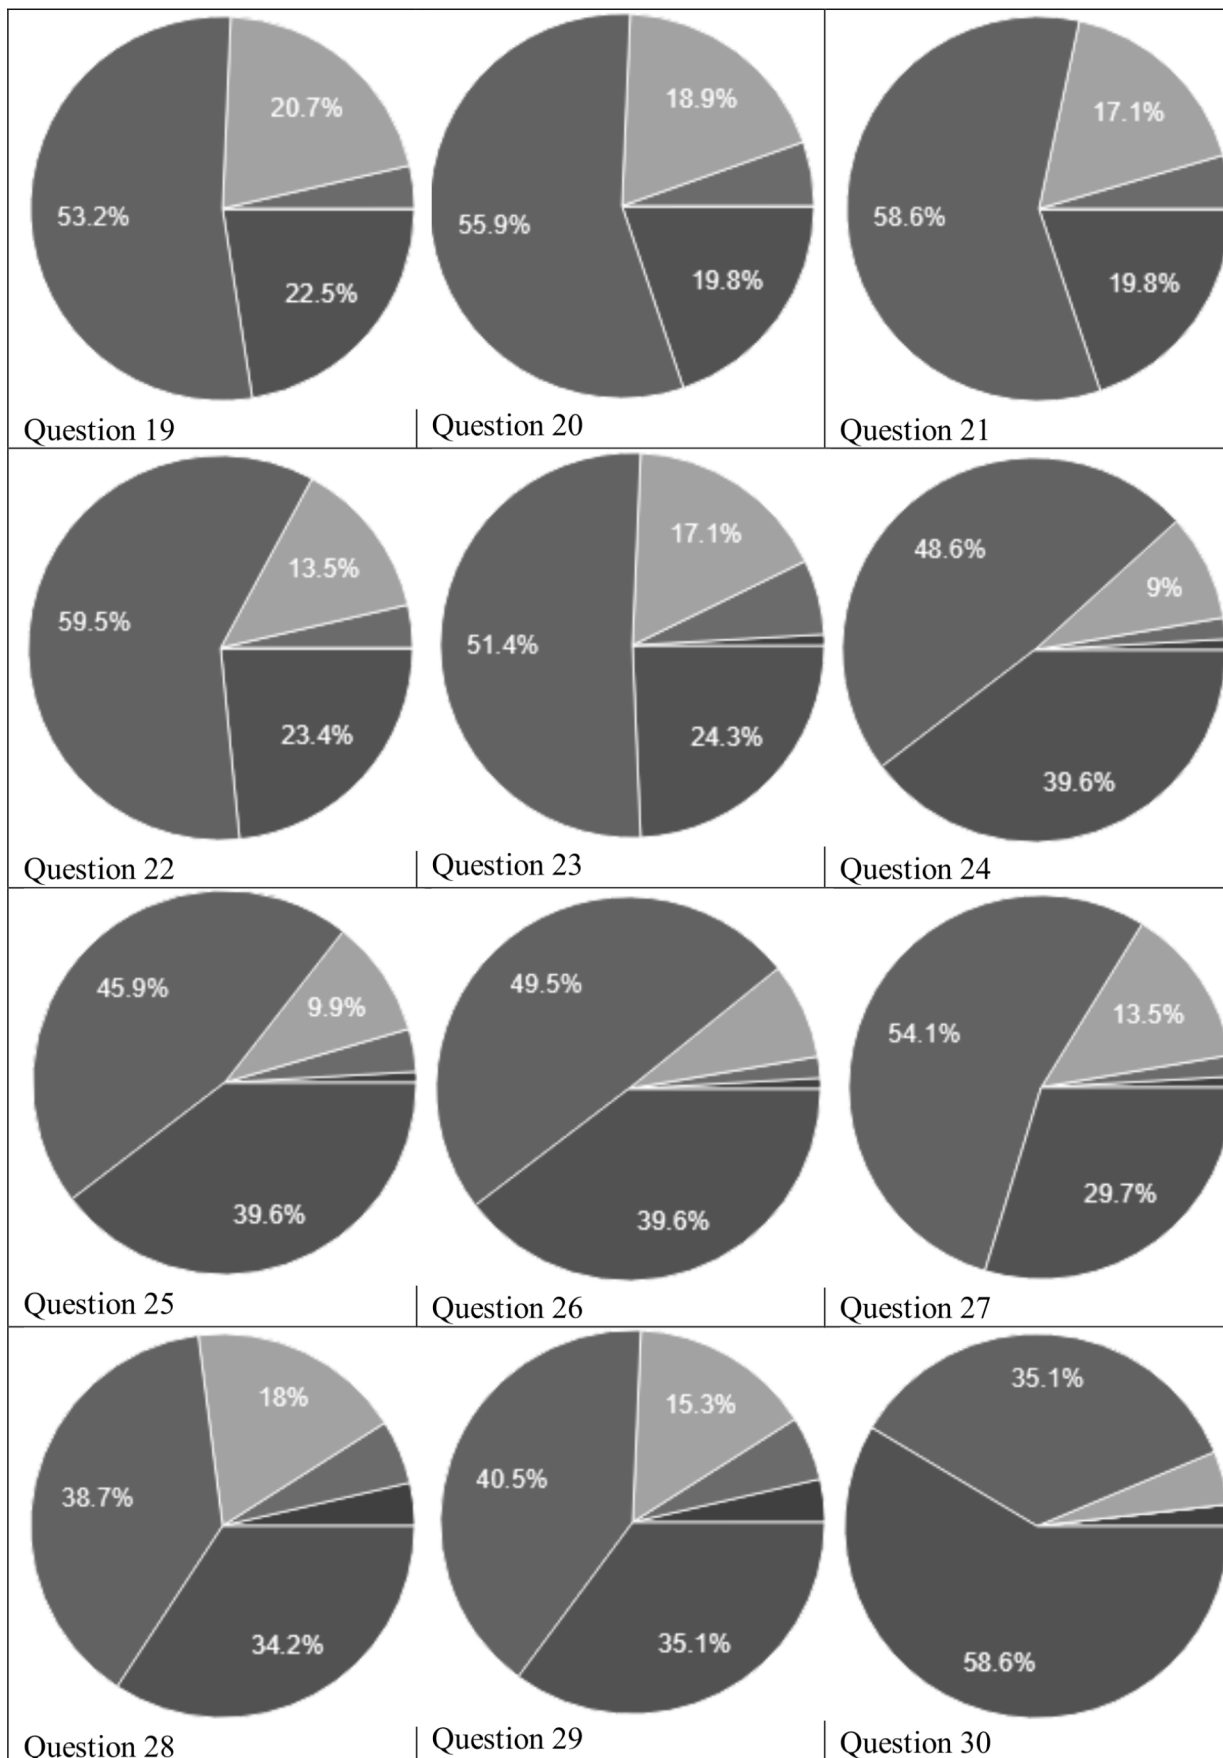 20.7%
53.2%
22.5%
Question 19
18.9%
55.9%
19.8%
Question 20
17.1%
58.6%
19.8%
Question 21
13.5%
59.5%
23.4%
Question 22
17.1%
51.4%
24.3%
Question 23
48.6%
9%
39.6%
Question 24
45.9%
9.9%
39.6%
Question 25
49.5%
39.6%
Question 26
13.5%
54.1%
29.7%
Question 27
18%
38.7%
34.2%
Question 28
15.3%
40.5%
35.1%
Question 29
35.1%
58.6%
Question 30